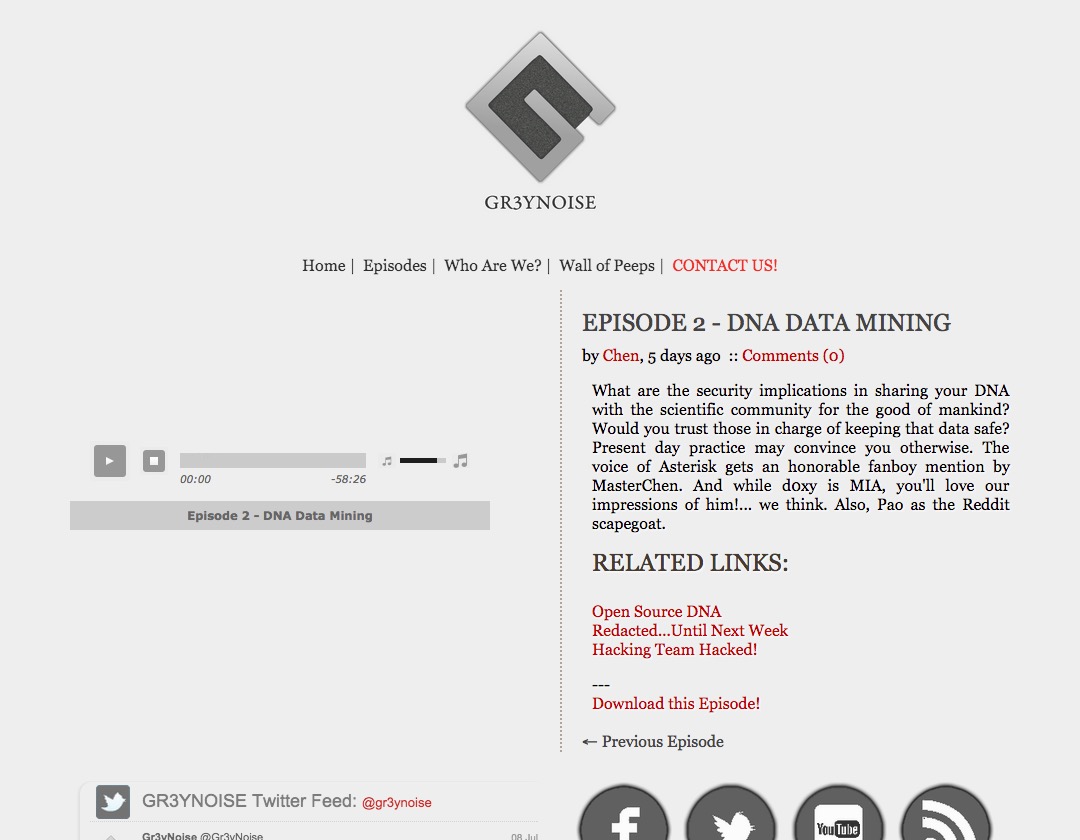 GR3YNOISE
Home | Episodes | Who Are We? | Wall of Peeps | CONTACT US!
EPISODE 2 - DNA DATA MINING
by Chen, 5 days ago :: Comments (0)
What are the security implications in sharing your DNA
with the scientific community for the good of mankind?
Would you trust those in charge of keeping that data safe?
Present day practice may convince you otherwise. The
voice of Asterisk gets an honorable fanboy mention by
MasterChen. And while d0xy is MIA, you'll love our
impressions of him!... we think. Also, Pao as the Reddit
scapegoat.
00:00 -58:26
Episode 2 - DNA Data Mining
RELATED LINKS:
Open Source DNA
Redacted...Until Next Week
Hacking Team Hacked!
---
Download this Episode!
← Previous Episode
GR3YNOISE Twitter Feed: @gr3ynoise
Gr3yNoise @Gr3yNoise 08 Jul
You Tube